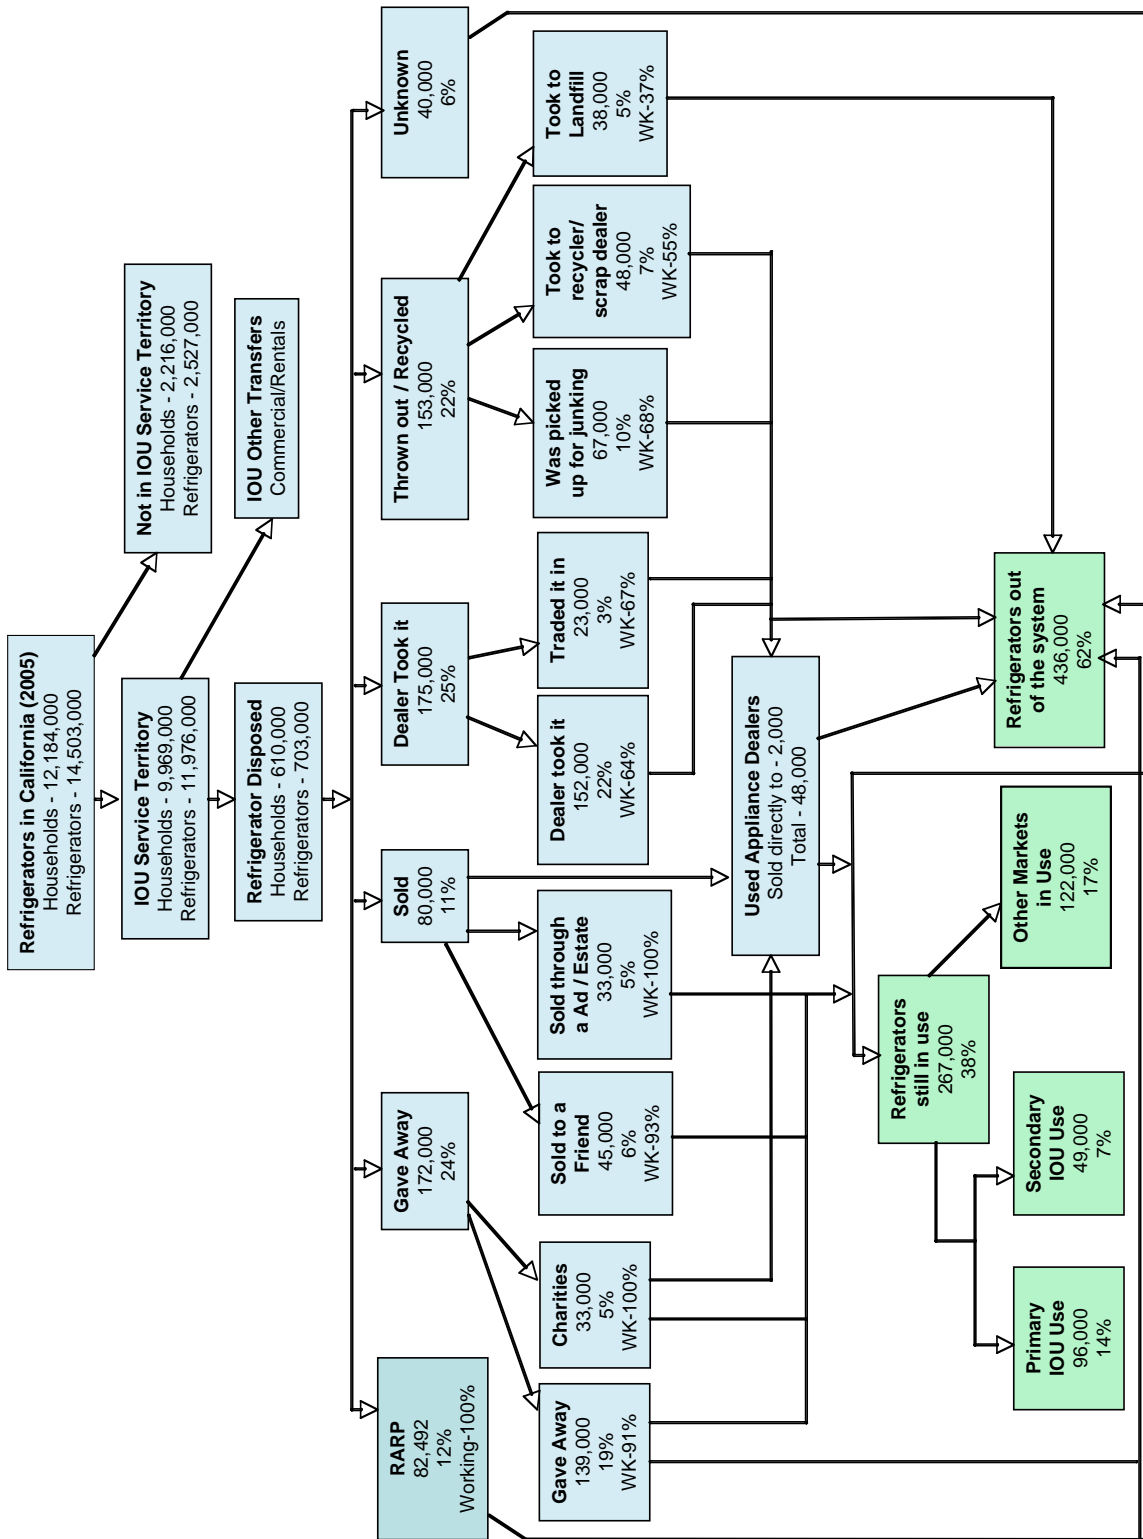 Refrigerators in California (2005)
Households - 12,184,000
Refrigerators - 14,503,000
IOU Service Territory
Households - 9,969,000
Refrigerators - 11,976,000
Not in IOU Service Territory
Households - 2,216,000
Refrigerators - 2,527,000
Refrigerator Disposed
Households - 610,000
Refrigerators - 703,000
IOU Other Transfers
Commercial/Rentals
RARP
82,492
12%
Working-100%
Gave Away
172,000
24%
Sold
80,000
11%
Dealer Took it
175,000
25%
Thrown out / Recycled
153,000
22%
Unknown
40,000
6%
Gave Away
139,000
19%
WK-91%
Charities
33,000
5%
WK-100%
Sold to a
Friend
45,000
6%
WK-93%
Sold through
a Ad / Estate
33,000
5%
WK-100%
Dealer took it
152,000
22%
WK-64%
Traded it in
23,000
3%
WK-67%
Was picked
up for junking
67,000
10%
WK-68%
Took to
recycler/
scrap dealer
48,000
7%
WK-55%
Took to
Landfill
38,000
5%
WK-37%
Used Appliance Dealers
Sold directly to - 2,000
Total - 48,000
Refrigerators
still in use
267,000
38%
Refrigerators out
of the system
436,000
62%
Primary
IOU Use
96,000
14%
Secondary
IOU Use
49,000
7%
Other Markets
in Use
122,000
17%